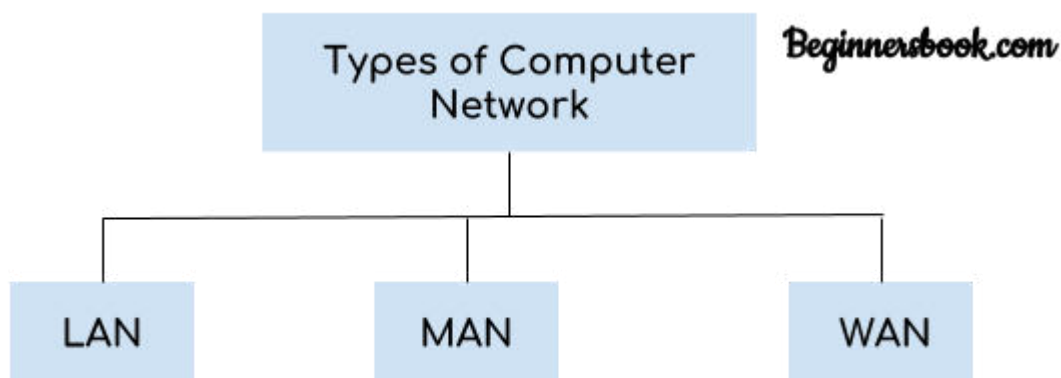 Types of Computer
Network
Beginnersbook.com
LAN
MAN
WAN